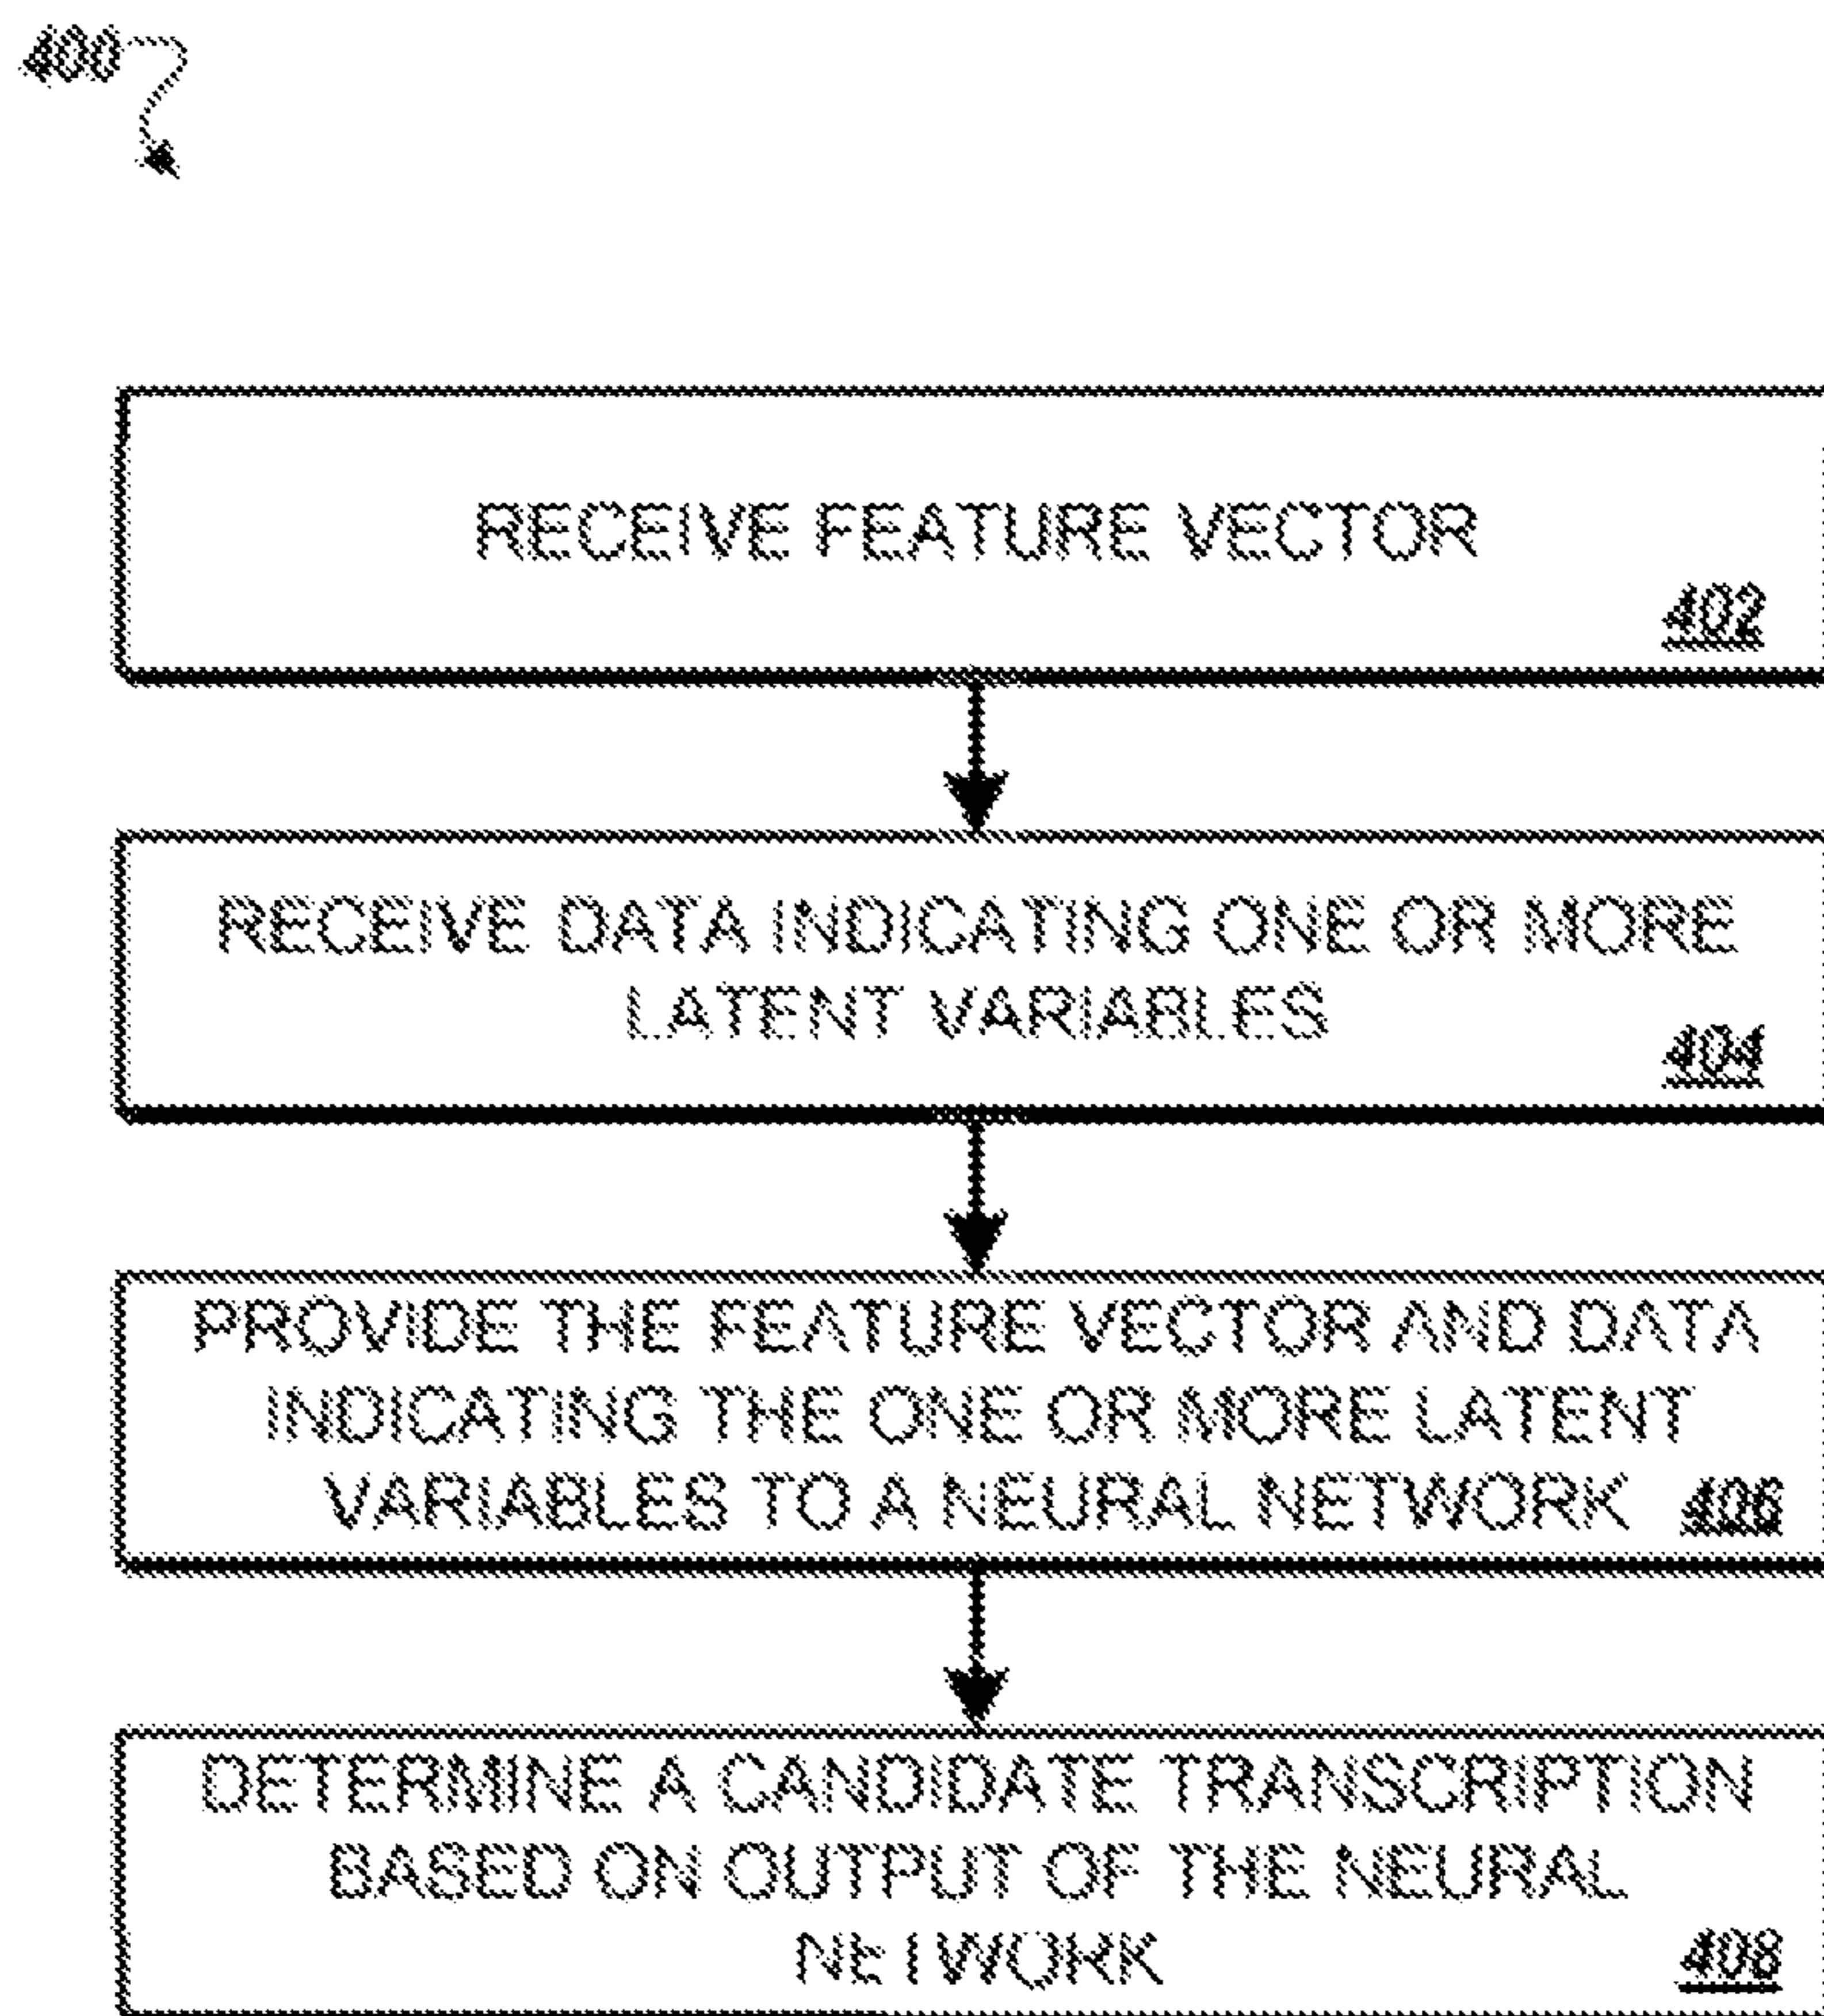 400
RECEIVE FEATURE VECTOR
402
RECEIVE DATA INDICATING ONE OR MORE
LATENT VARIABLES
404
PROVIDE THE FEATURE VECTOR AND DATA
INDICATING THE ONE OR MORE LATENT
VARIABLES TO A NEURAL NETWORK 406
DETERMINE A CANDIDATE TRANSCRIPTION
BASED ON OUTPUT OF THE NEURAL
NETWORK
408